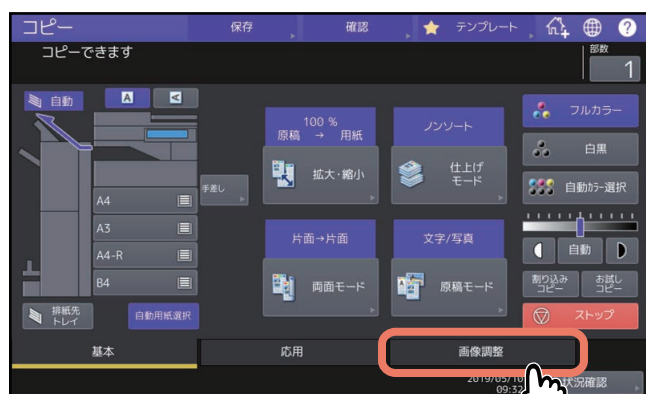 コピー
保存
確認
テンプレート
?
コピーできます
部数
1
自動
A
A
100 %
原稿 → 用紙
拡大・縮小
ノンソート
仕上げ
モード
フルカラー
白黒
自動ｶﾗｰ選択
手差し
A4
A3
A4-R
B4
片面→片面
両面モード
文字/写真
原稿モード
自動
割り込み
コピー
お試し
コピー
排紙先
トレイ
自動用紙選択
ストップ
基本
応用
画像調整
2019/05/10
09:32
状況確認